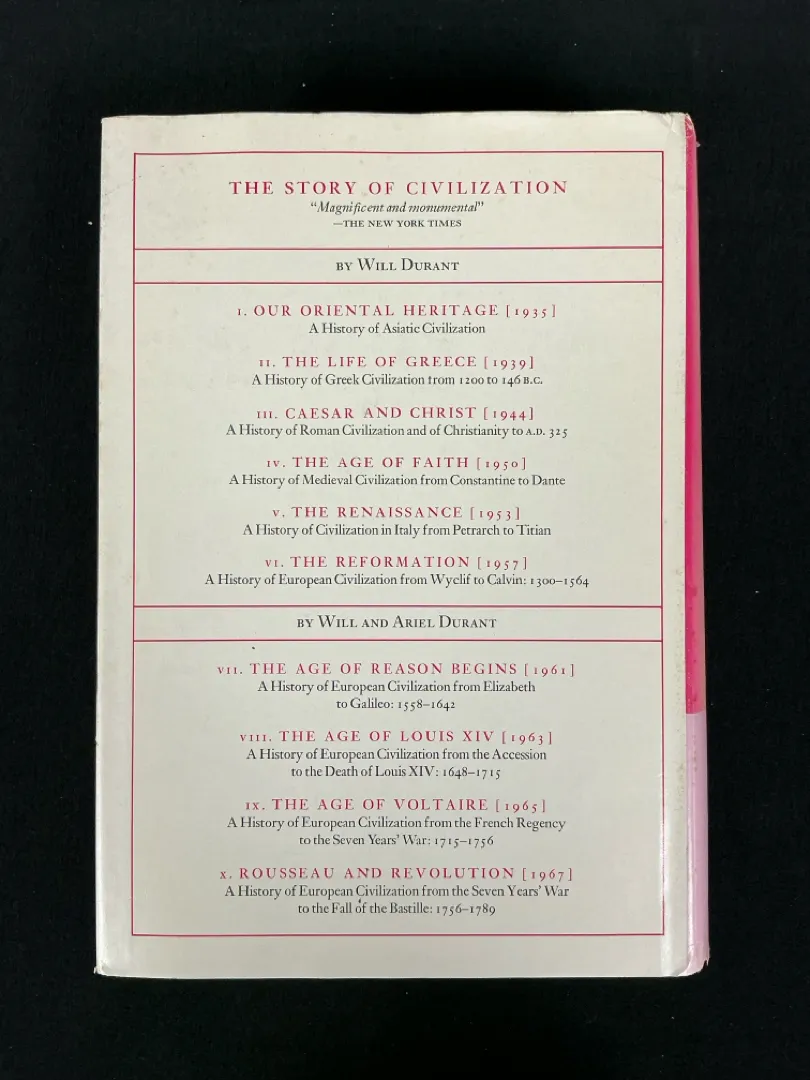 THE STORY OF CIVILIZATION
"Magnificent and monumental"
—THE NEW YORK TIMES
BY WILL DURANT
I. OUR ORIENTAL HERITAGE [1935]
A History of Asiatic Civilization
II. THE LIFE OF GREECE [1939]
A History of Greek Civilization from 1200 to 146 B.C.
III. CAESAR AND CHRIST [1944]
A History of Roman Civilization and of Christianity to A.D. 325
IV. THE AGE OF FAITH [1950]
A History of Medieval Civilization from Constantine to Dante
V. THE RENAISSANCE [1953]
A History of Civilization in Italy from Petrarch to Titian
VI. THE REFORMATION [1957]
A History of European Civilization from Wyclif to Calvin: 1300–1564
BY WILL AND ARIEL DURANT
VII. THE AGE OF REASON BEGINS [1961]
A History of European Civilization from Elizabeth
to Galileo: 1558–1642
VIII. THE AGE OF LOUIS XIV [1963]
A History of European Civilization from the Accession
to the Death of Louis XIV: 1648–1715
IX. THE AGE OF VOLTAIRE [1965]
A History of European Civilization from the French Regency
to the Seven Years' War: 1715–1756
X. ROUSSEAU AND REVOLUTION [1967]
A History of European Civilization from the Seven Years' War
to the Fall of the Bastille: 1756–1789